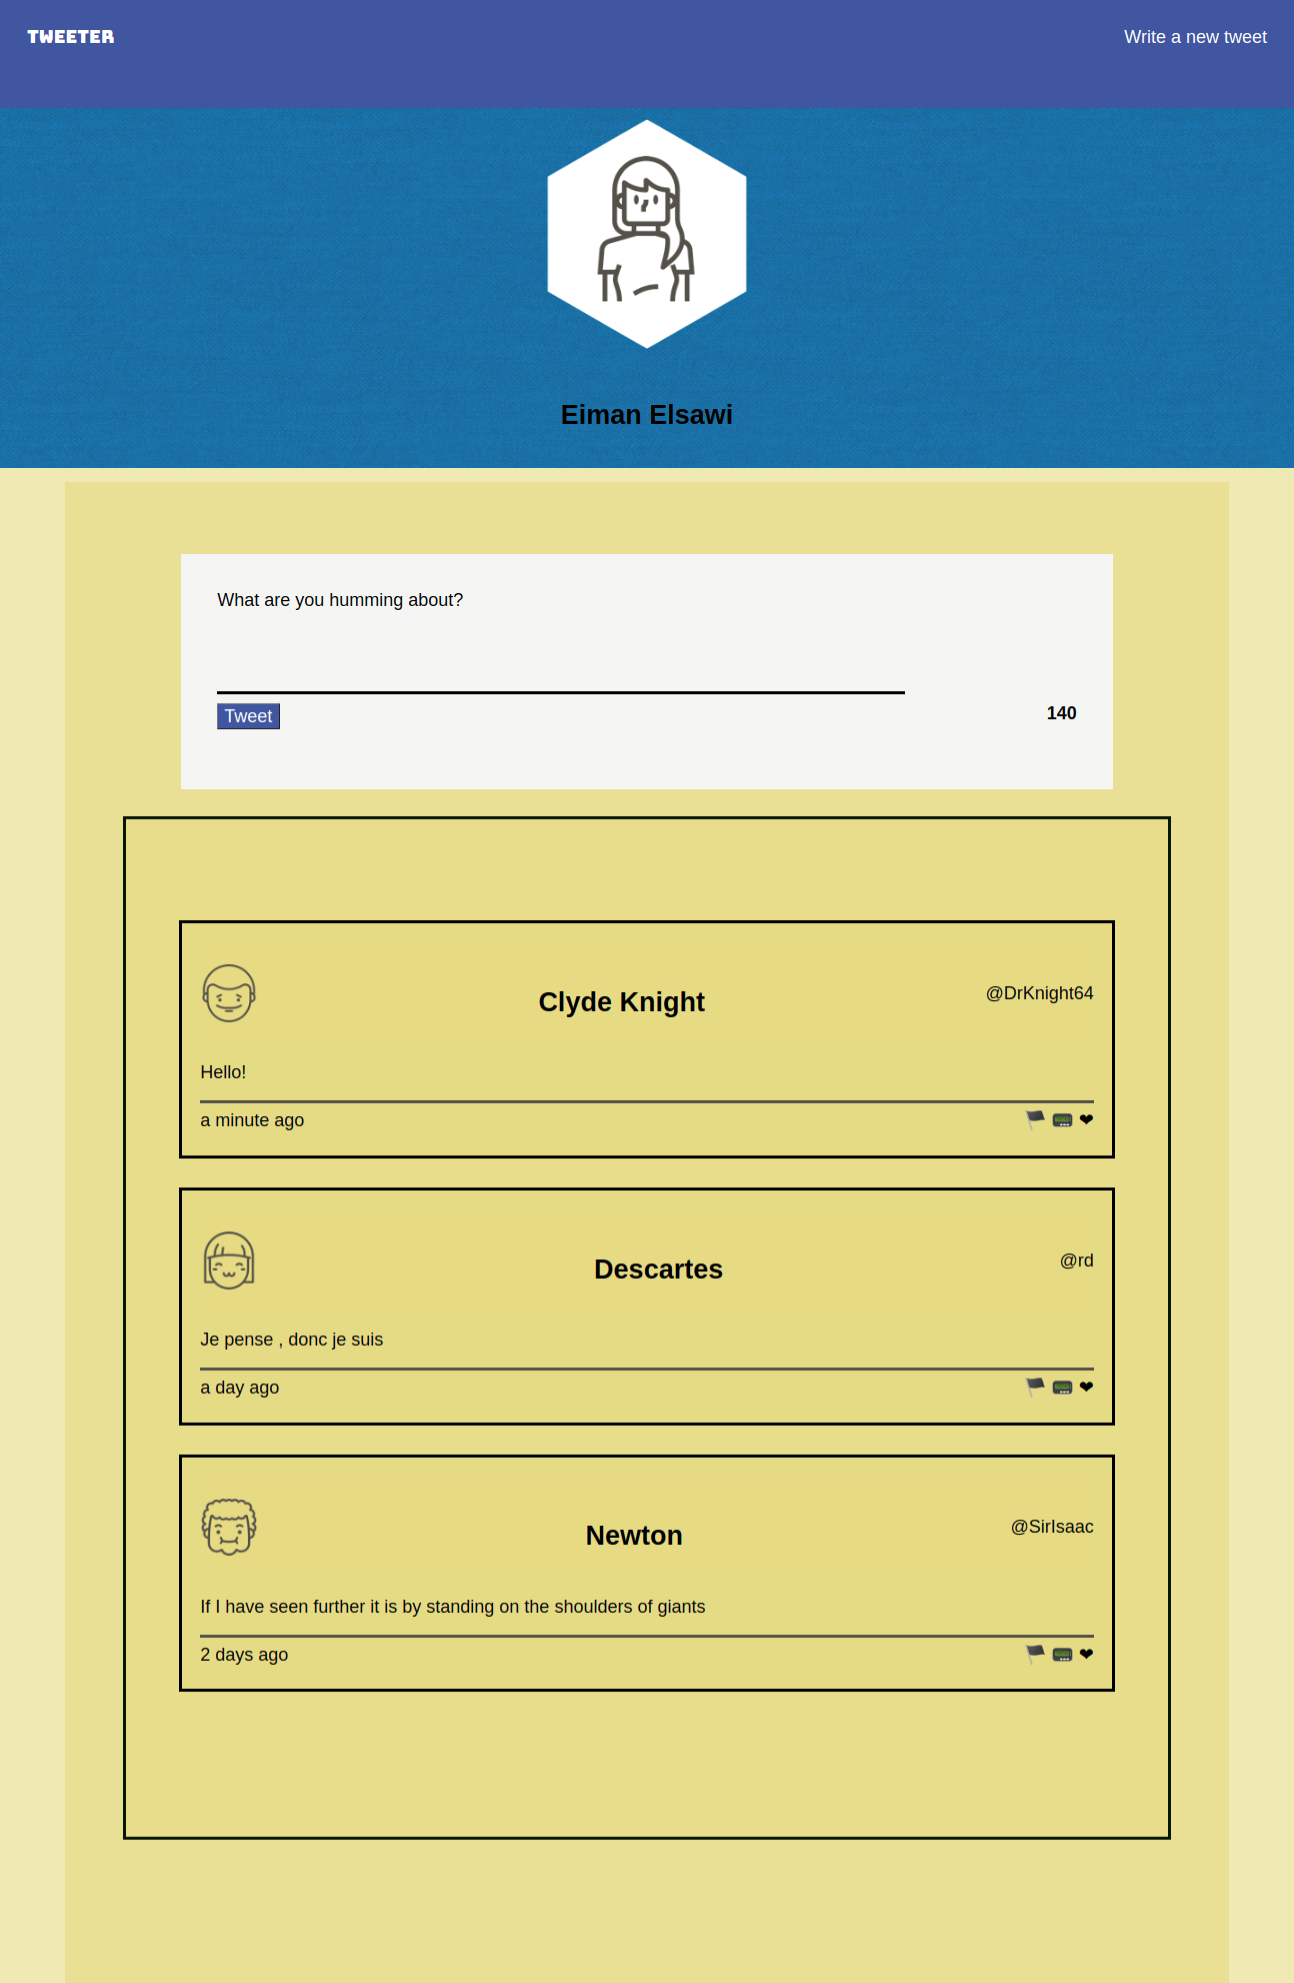 TWEETER
Write a new tweet
Eiman Elsawi
What are you humming about?
Tweet
140
Clyde Knight
@DrKnight64
Hello!
a minute ago
Descartes
@rd
Je pense , donc je suis
a day ago
Newton
@SirIsaac
If I have seen further it is by standing on the shoulders of giants
2 days ago